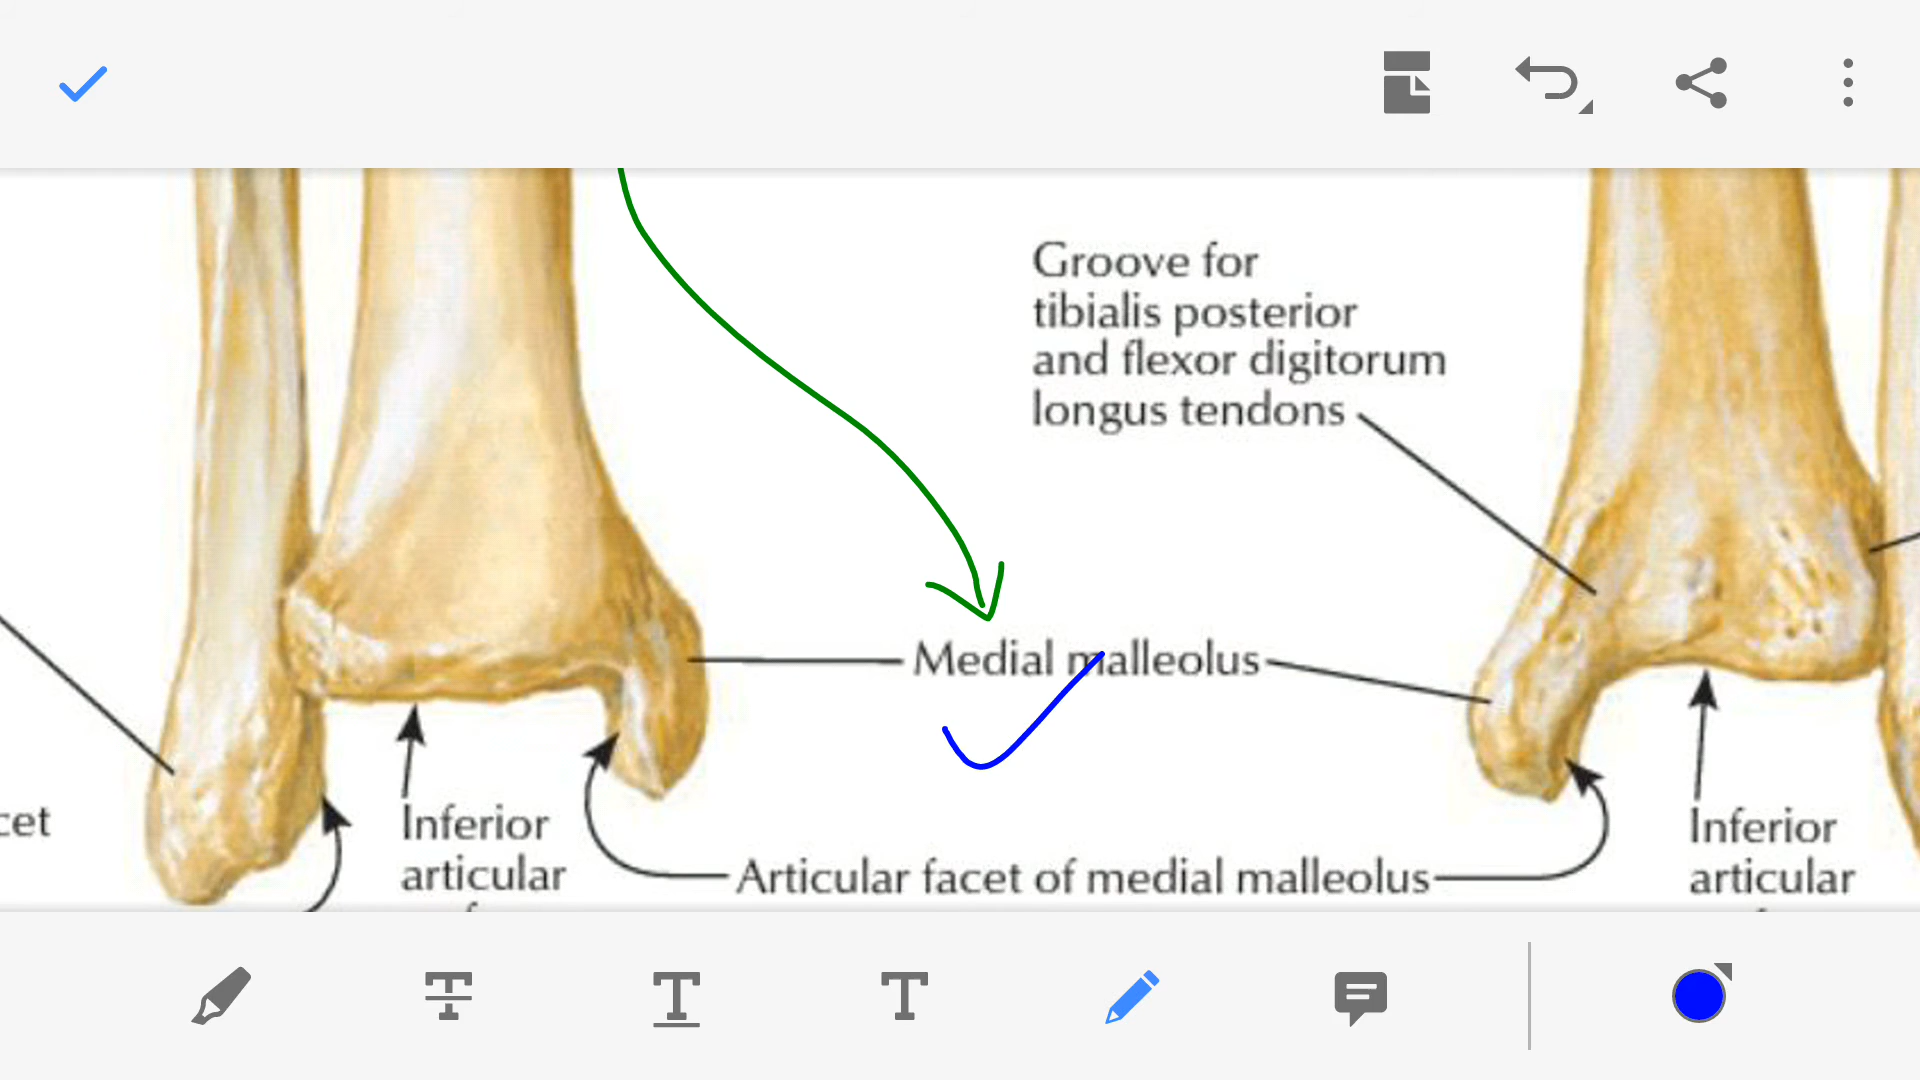 Groove for
tibialis posterior
and flexor digitorum
longus tendons
Medial malleolus
cet
Inferior
articular
Articular facet of medial malleolus
Inferior
articular